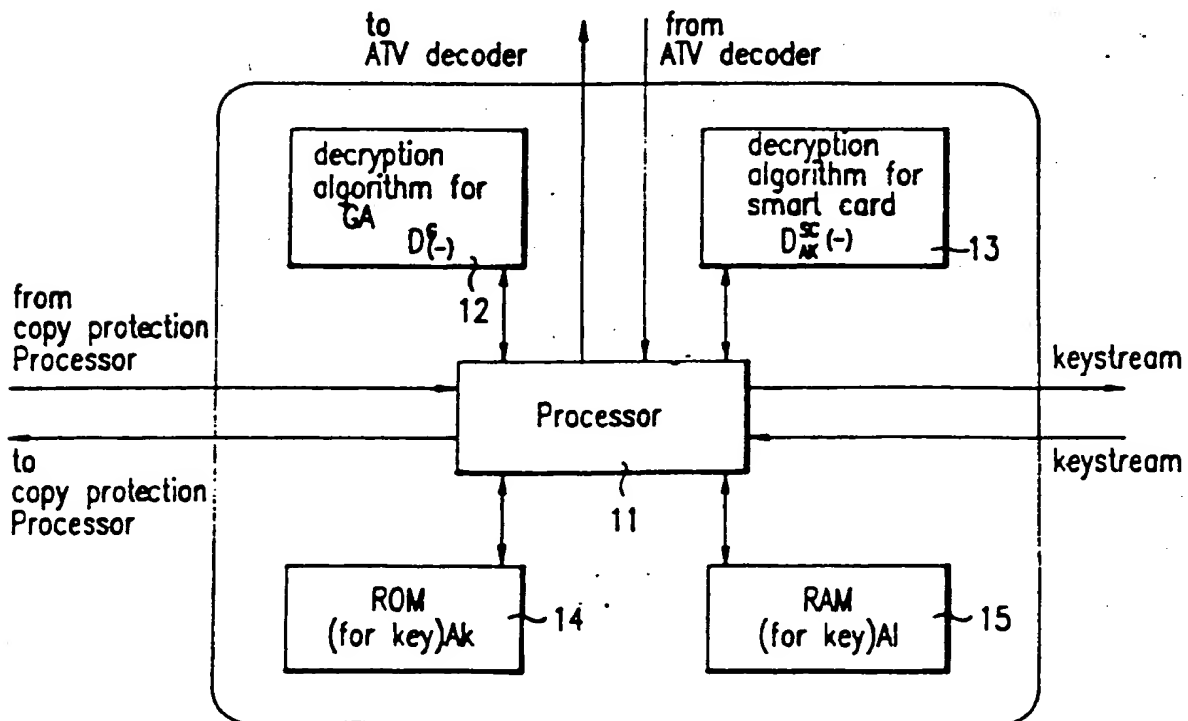 to
ATV decoder
from
ATV decoder
decryption
algorithm for
GA
D^G_(-)
12
decryption
algorithm for
smart card
D^SC_AK (-)
13
from
copy protection
Processor
keystream
Processor
11
to
copy protection
Processor
keystream
ROM
(for key)Ak
14
RAM
(for key)Al
15